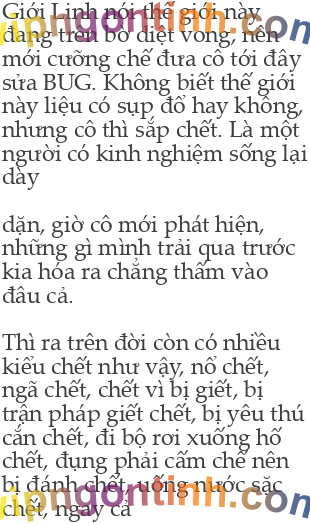 Giới Linh nói thế giới này
đang trên bờ diệt vong, nên
mới cưỡng chế đưa cô tới đây
sửa BUG. Không biết thế giới
này liệu có sụp đổ hay không,
nhưng cô thì sắp chết. Là một
người có kinh nghiệm sống lại
dày
dặn, giờ cô mới phát hiện,
những gì mình trải qua trước
kia hóa ra chẳng thấm vào
đâu cả.
Thì ra trên đời còn có nhiều
kiểu chết như vậy, nổ chết,
ngã chết, chết vì bị giết, bị
trận pháp giết chết, bị yêu thú
cắn chết, đi bộ rơi xuống hố
chết, đụng phải cấm chế nên
bị đánh chết, uống nước sặc
chết, ngay cả